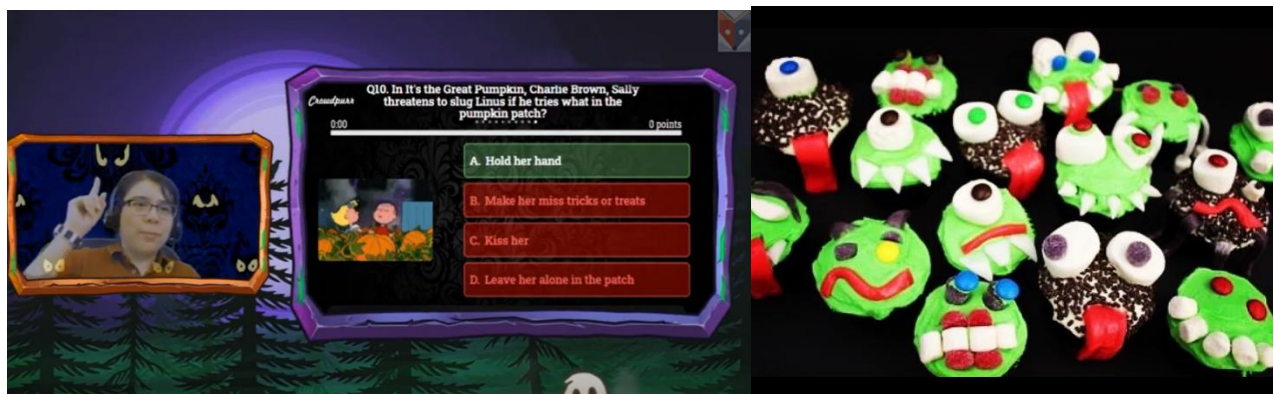 Crowdpurr
Q10. In It's the Great Pumpkin, Charlie Brown, Sally
threatens to slug Linus if he tries what in the
pumpkin patch?
0:00
0 points
A. Hold her hand
B. Make her miss tricks or treats
C. Kiss her
D. Leave her alone in the patch